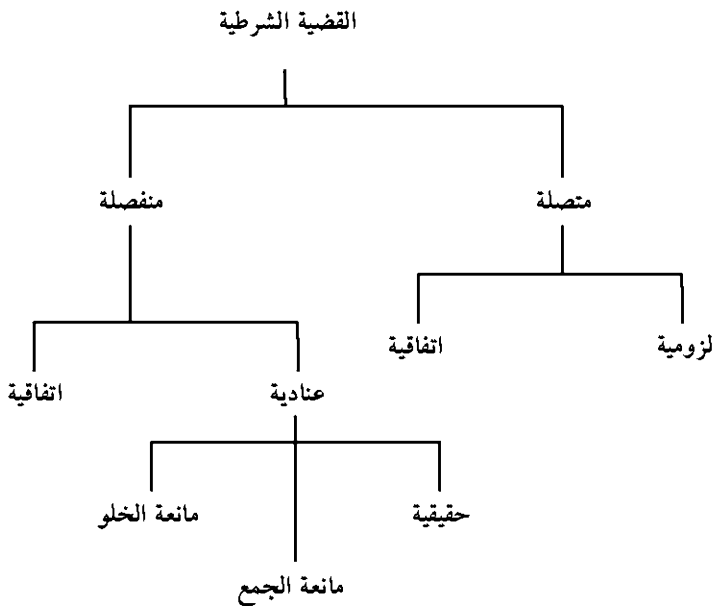 القضية الشرطية
متصلة
منفصلة
لزومية
اتفاقية
عنادية
اتفاقية
حقيقية
مانعة الخلو
مانعة الجمع